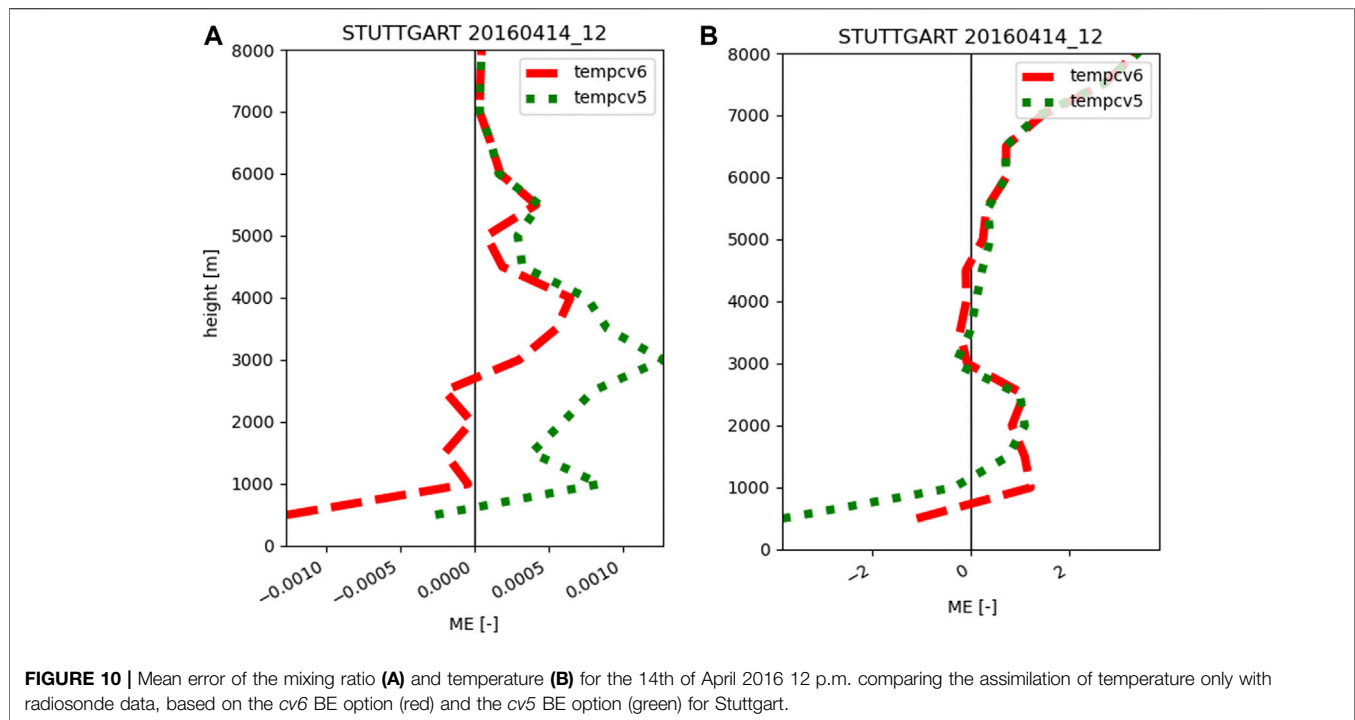 A
STUTTGART 20160414_12
tempcv6
tempcv5
8000
7000
6000
5000
4000
3000
2000
1000
0
height [m]
−0.0010
−0.0005
0.0000
0.0005
0.0010
ME [-]
B
STUTTGART 20160414_12
tempcv6
tempcv5
8000
7000
6000
5000
4000
3000
2000
1000
0
−2
0
2
ME [-]
FIGURE 10 | Mean error of the mixing ratio (A) and temperature (B) for the 14th of April 2016 12 p.m. comparing the assimilation of temperature only with
radiosonde data, based on the cv6 BE option (red) and the cv5 BE option (green) for Stuttgart.